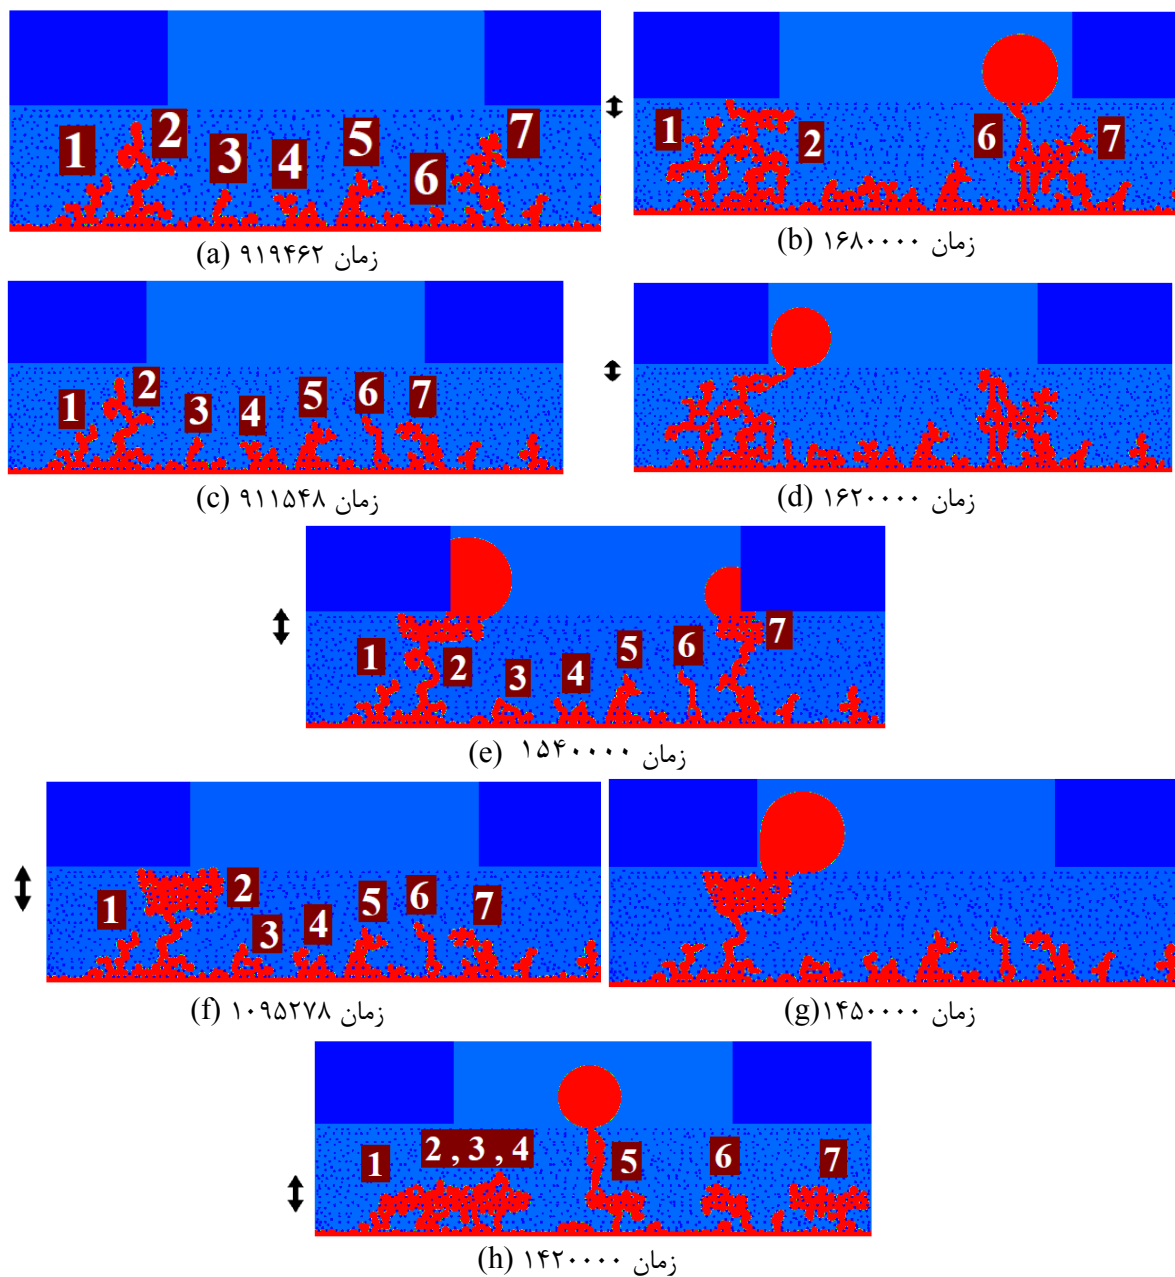 1 2 3 4 5 6 7
1 2 6 7
(a) زمان ۹۱۹۴۶۲
(b) زمان ۱۶۸۰۰۰۰
1 2 3 4 5 6 7
(c) زمان ۹۱۱۵۴۸
(d) زمان ۱۶۲۰۰۰۰
1 2 3 4 5 6 7
(e) زمان ۱۵۴۰۰۰۰
1 2 3 4 5 6 7
(f) زمان ۱۰۹۵۲۷۸
(g) زمان ۱۴۵۰۰۰۰
1 2 , 3 , 4 5 6 7
(h) زمان ۱۴۲۰۰۰۰